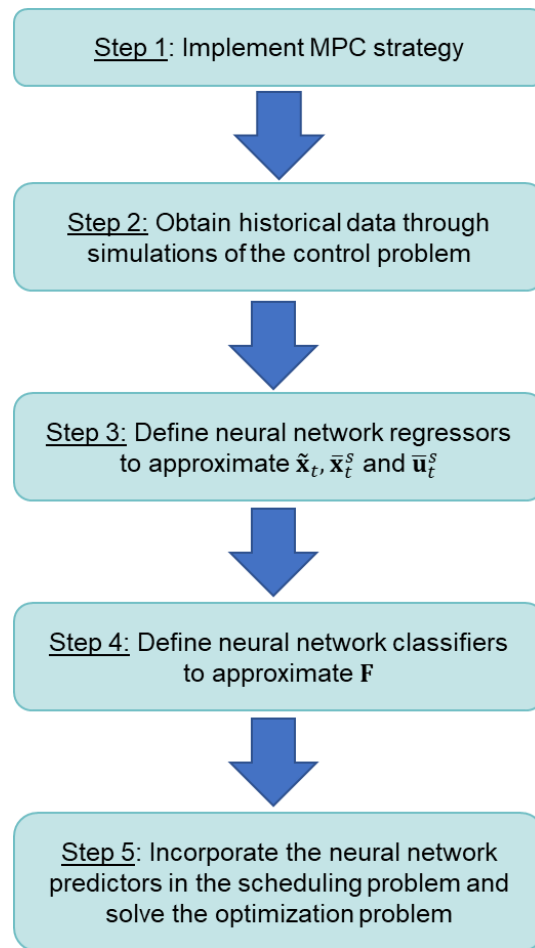 Step 1: Implement MPC strategy
Step 2: Obtain historical data through
simulations of the control problem
Step 3: Define neural network regressors
to approximate x̃ₜ, x̄ₜˢ and ūₜˢ
Step 4: Define neural network classifiers
to approximate F
Step 5: Incorporate the neural network
predictors in the scheduling problem and
solve the optimization problem